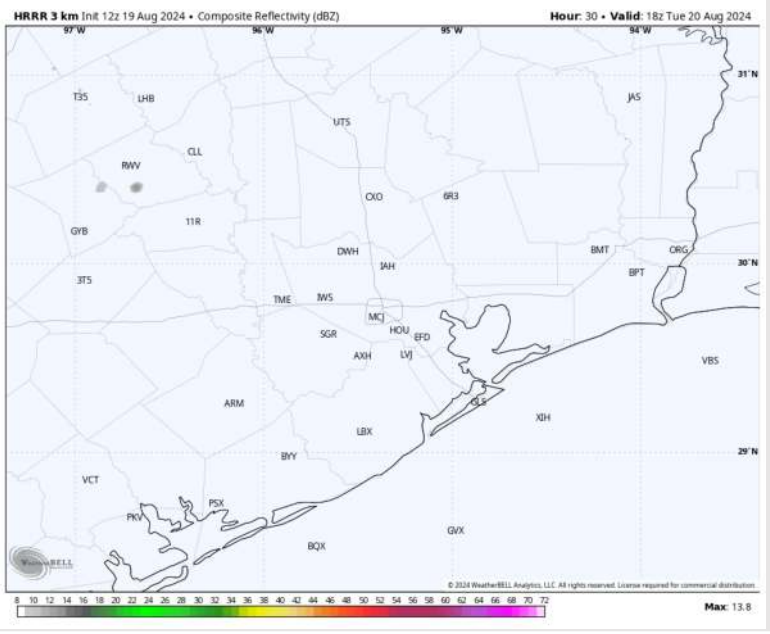 HRRR 3 km Init 12z 19 Aug 2024 • Composite Reflectivity (dBZ)
Hour: 30 • Valid: 18z Tue 20 Aug 2024
97°W 96°W 95°W 94°W
31°N
T35 LHB JAS
UTS
CLL
RWV
CXO 6R3
11R
GYB
DWH BMT ORG
IAH 30°N
3T5 BPT
TME IWS
MCJ
SGR HOU EFD
AXH LVJ VBS
ARM GLS
LBX XIH
BYY 29°N
VCT
PKV PSX
BQX GVX
WeatherBELL
© 2024 WeatherBELL Analytics, LLC. All rights reserved. License required for commercial distribution.
8 10 12 14 16 18 20 22 24 26 28 30 32 34 36 38 40 42 44 46 48 50 52 54 56 58 60 62 64 66 68 70 72
Max: 13.8